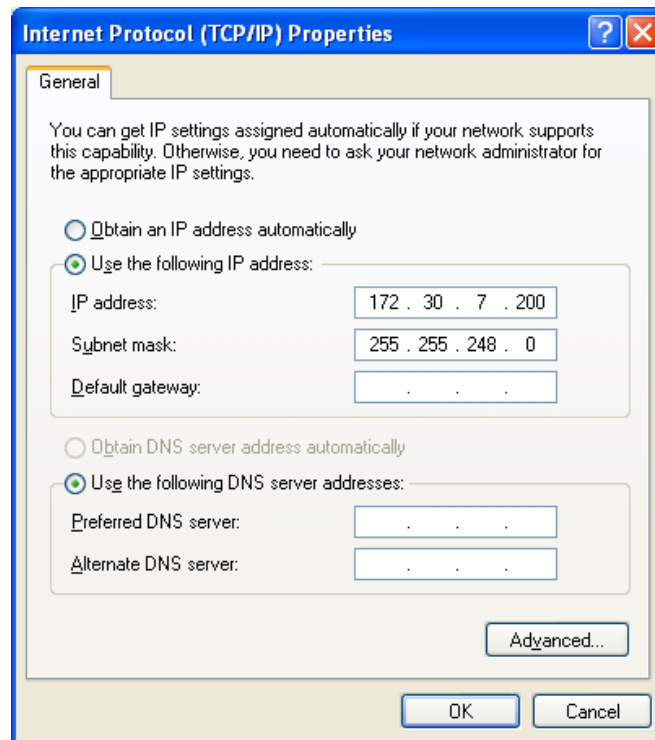 Internet Protocol (TCP/IP) Properties
General
You can get IP settings assigned automatically if your network supports
this capability. Otherwise, you need to ask your network administrator for
the appropriate IP settings.
Obtain an IP address automatically
Use the following IP address:
IP address: 172 . 30 . 7 . 200
Subnet mask: 255 . 255 . 248 . 0
Default gateway: . . .
Obtain DNS server address automatically
Use the following DNS server addresses:
Preferred DNS server: . . .
Alternate DNS server: . . .
Advanced...
OK Cancel